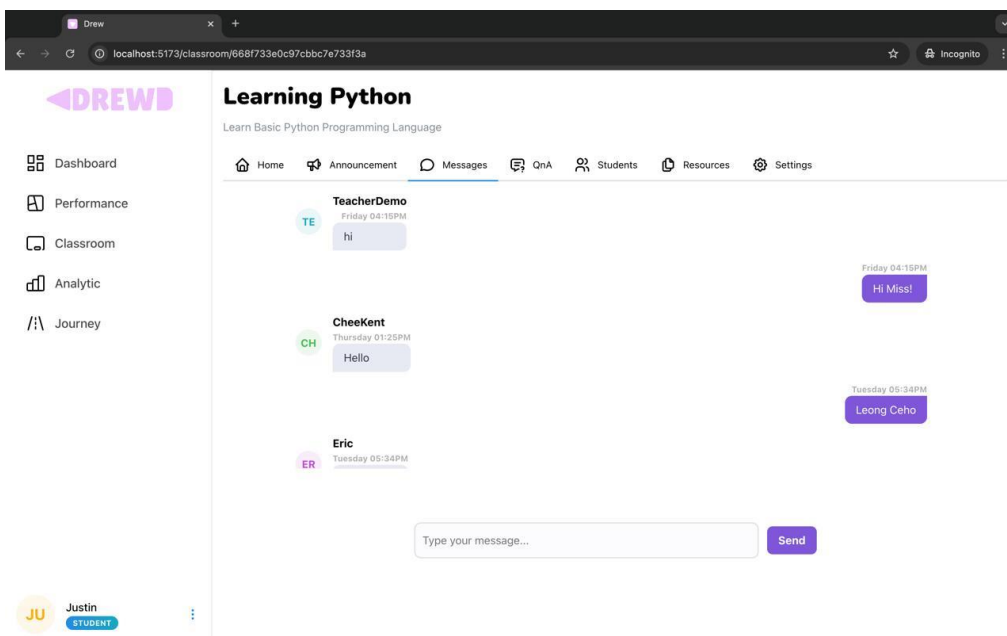 Drew
localhost:5173/classroom/668f733e0c97cbbc7e733f3a
Incognito
DREWD
Learning Python
Learn Basic Python Programming Language
Home Announcement Messages QnA Students Resources Settings
Dashboard
Performance
Classroom
Analytic
Journey
TeacherDemo
Friday 04:15PM
TE
hi
Friday 04:15PM
Hi Miss!
CheeKent
Thursday 01:25PM
CH
Hello
Tuesday 05:34PM
Leong Ceho
Eric
Tuesday 05:34PM
ER
Type your message...
Send
JU
Justin
STUDENT